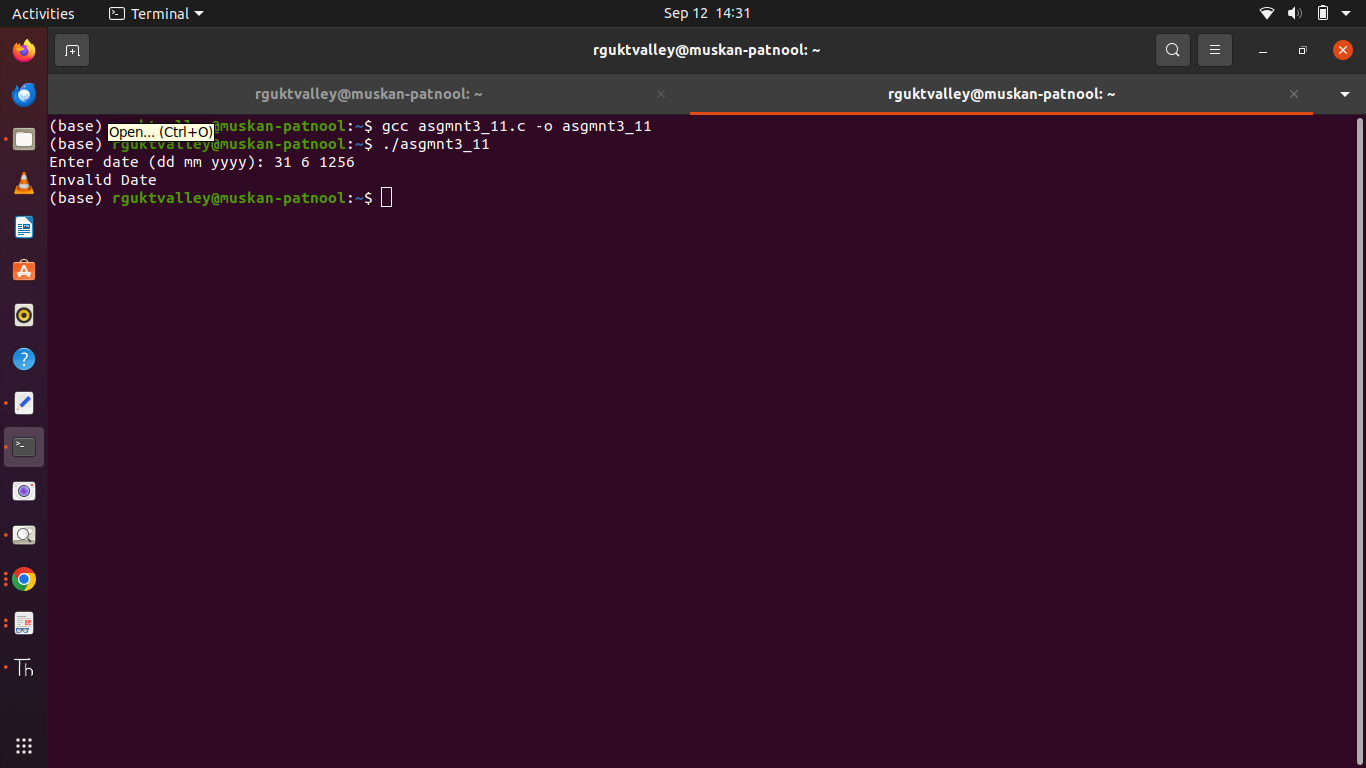 Activities
Terminal
Sep 12 14:31
rguktvalley@muskan-patnool: ~
rguktvalley@muskan-patnool: ~
rguktvalley@muskan-patnool: ~
(base) rguktvalley@muskan-patnool:~$ gcc asgmnt3_11.c -o asgmnt3_11
Open... (Ctrl+O)
(base) rguktvalley@muskan-patnool:~$ ./asgmnt3_11
Enter date (dd mm yyyy): 31 6 1256
Invalid Date
(base) rguktvalley@muskan-patnool:~$
Th